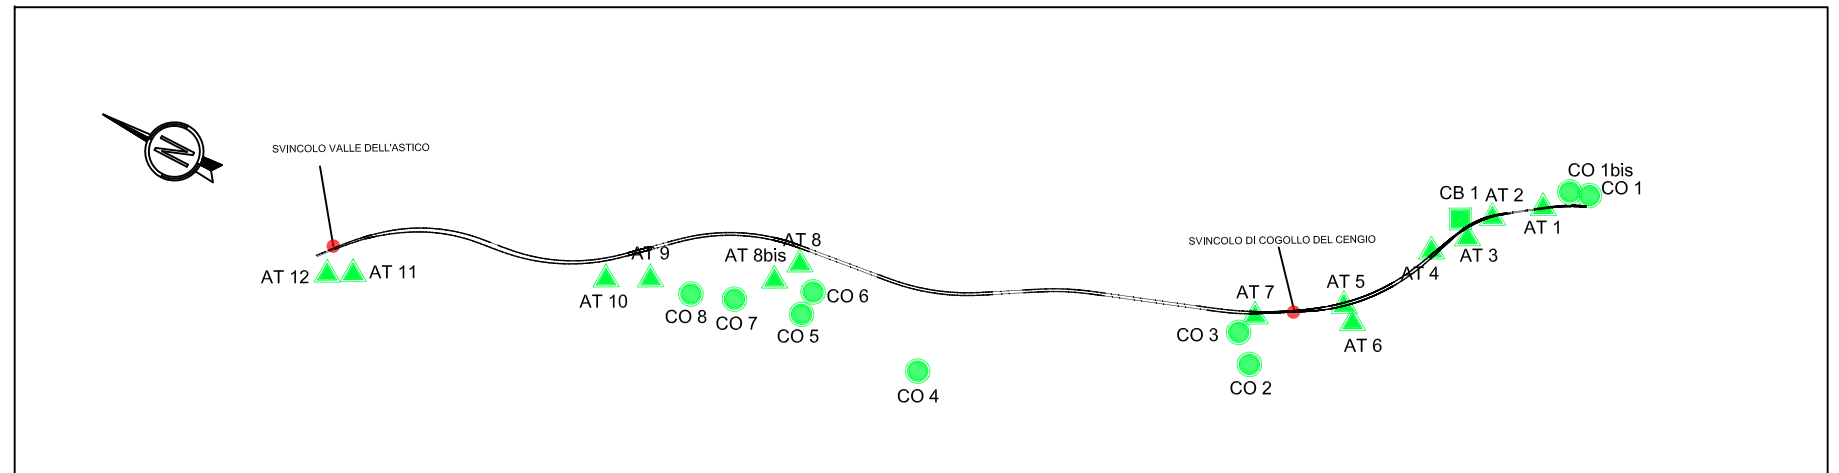 N
SVINCOLO VALLE DELL'ASTICO
CO 1bis
CO 1
CB 1
AT 2
AT 1
SVINCOLO DI COGOLLO DEL CENGIO
AT 3
AT 8
AT 9
AT 8bis
AT 4
AT 12
AT 11
AT 10
AT 5
AT 7
CO 6
CO 8
CO 7
CO 5
CO 3
AT 6
CO 2
CO 4